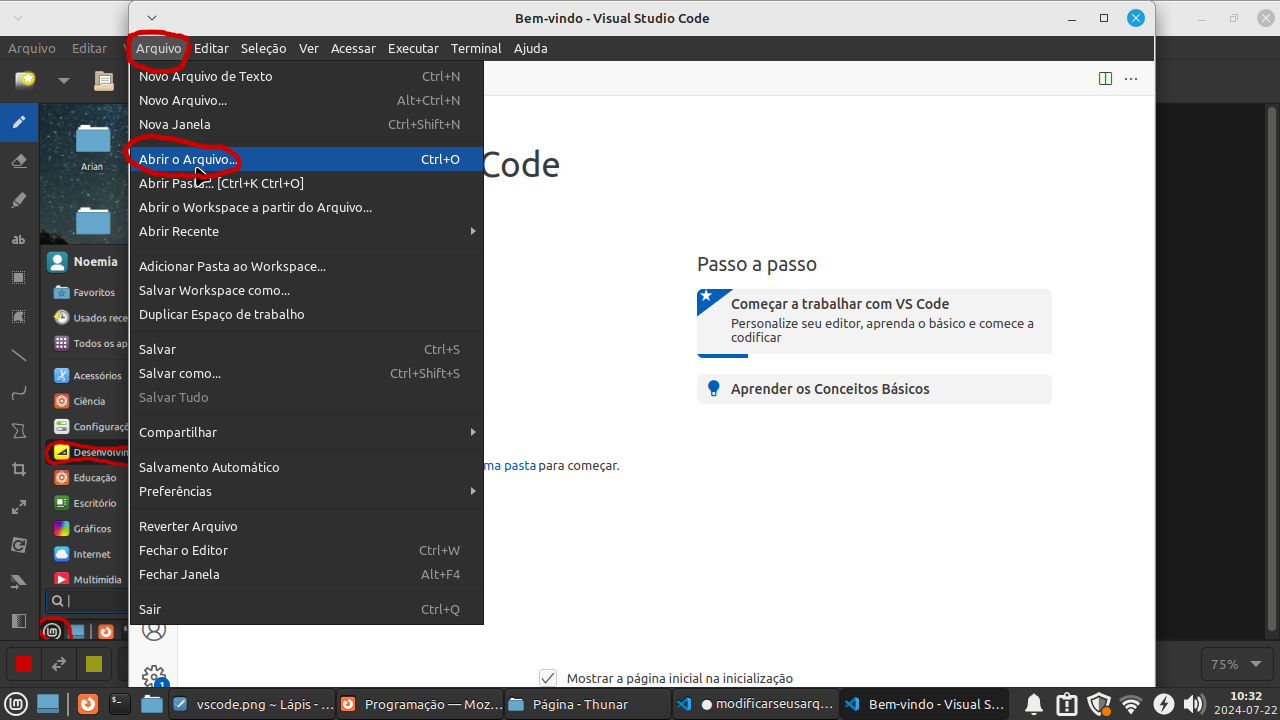 Bem-vindo - Visual Studio Code
Arquivo Editar
Arquivo Editar Seleção Ver Acessar Executar Terminal Ajuda
Novo Arquivo de Texto Ctrl+N
Novo Arquivo... Alt+Ctrl+N
Nova Janela Ctrl+Shift+N
Abrir o Arquivo... Ctrl+O
Abrir Pasta... [Ctrl+K Ctrl+O]
Abrir o Workspace a partir do Arquivo...
Abrir Recente
Adicionar Pasta ao Workspace...
Salvar Workspace como...
Duplicar Espaço de trabalho
Salvar Ctrl+S
Salvar como... Ctrl+Shift+S
Salvar Tudo
Compartilhar
Salvamento Automático
Preferências
Reverter Arquivo
Fechar o Editor Ctrl+W
Fechar Janela Alt+F4
Sair Ctrl+Q
Code
Passo a passo
Começar a trabalhar com VS Code
Personalize seu editor, aprenda o básico e comece a
codificar
Aprender os Conceitos Básicos
ma pasta para começar.
Mostrar a página inicial na inicialização
1
ab
Arian
Noemia
Favoritos
Usados rece
Todos os ap
Acessórios
Ciência
Configuraçõ
Desenvolvim
Educação
Escritório
Gráficos
Internet
Multimídia
75%
vscode.png ~ Lápis - ...
Programação — Moz...
Página - Thunar
● modificarseusarq...
Bem-vindo - Visual S...
10:32
2024-07-22